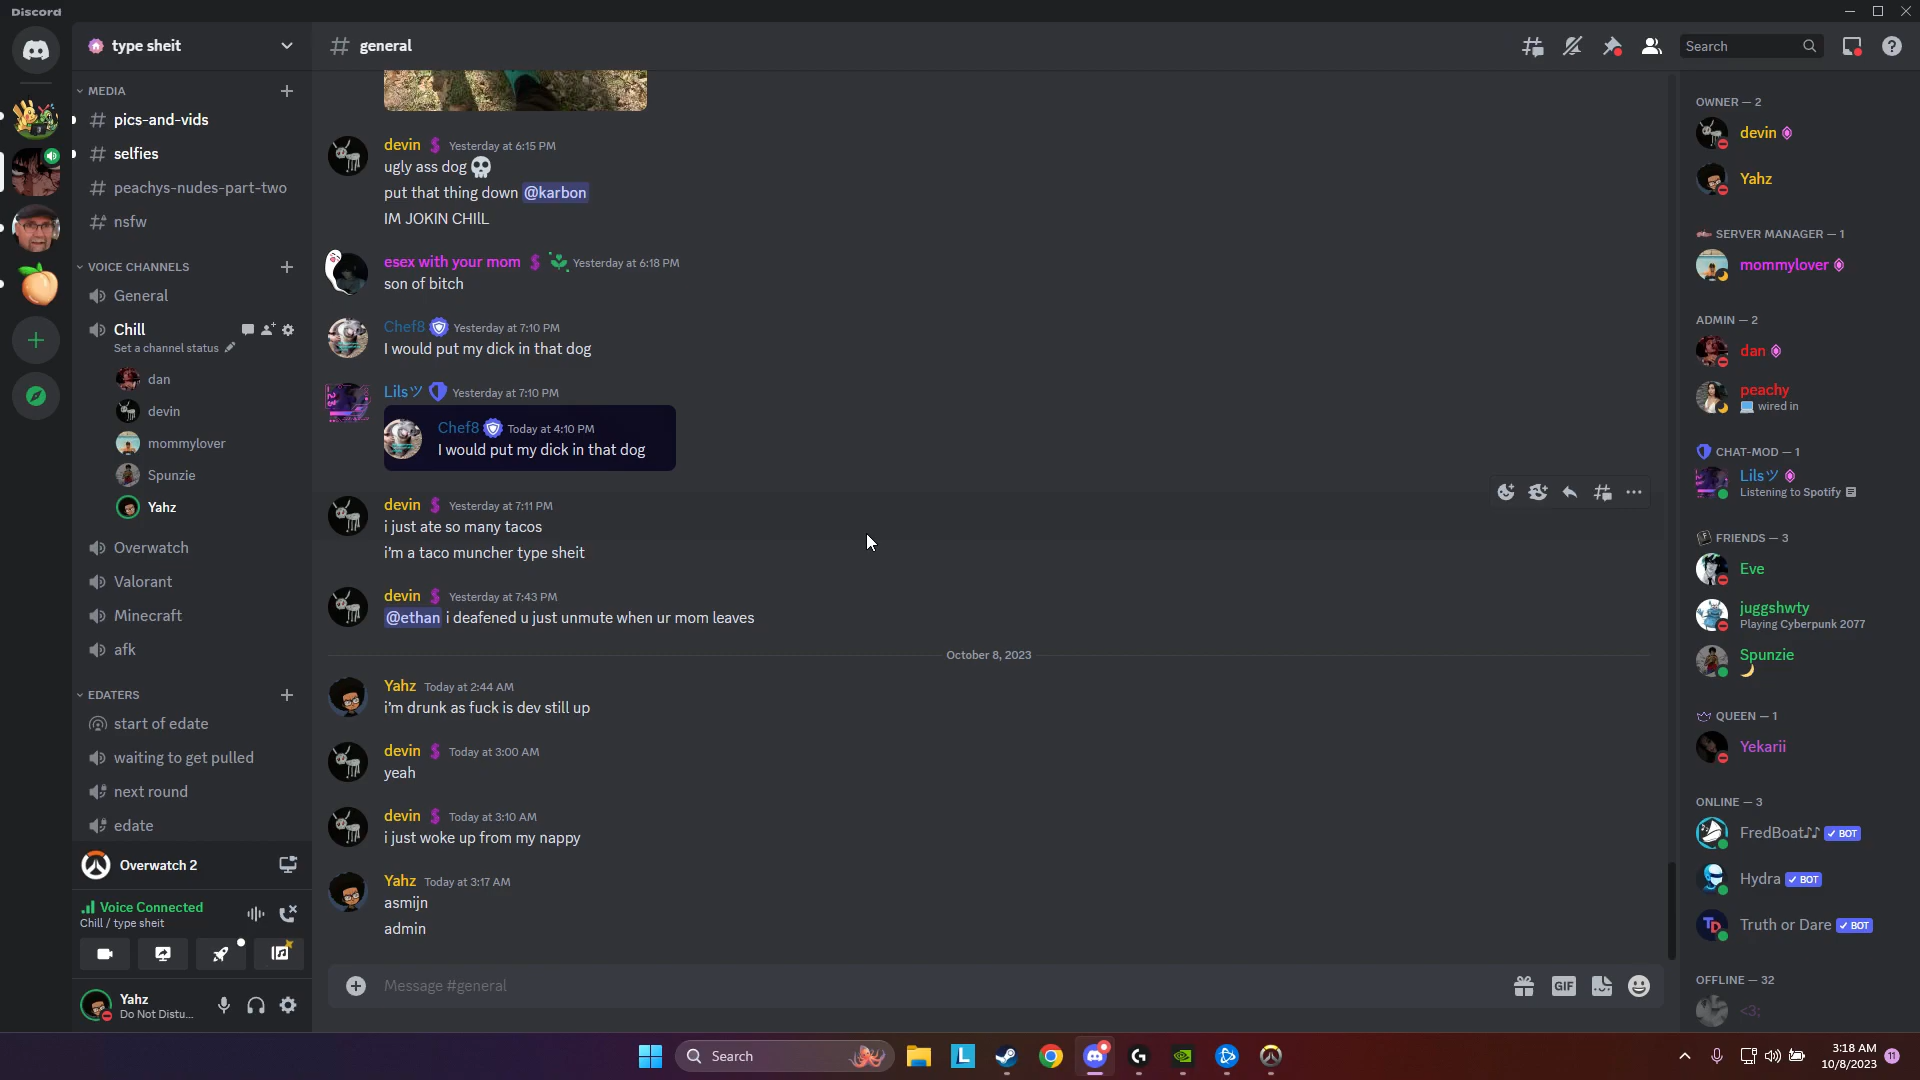 Discord
type sheit
MEDIA
pics-and-vids
selfies
peachys-nudes-part-two
nsfw
VOICE CHANNELS
General
Chill
Set a channel status
dan
devin
mommylover
Spunzie
Yahz
Overwatch
Valorant
Minecraft
afk
EDATERS
start of edate
waiting to get pulled
next round
edate
Overwatch 2
Voice Connected
Chill / type sheit
Yahz
Do Not Distu...
# general
Search
devin Yesterday at 6:15 PM
ugly ass dog 💀
put that thing down @karbon
IM JOKIN CHIlL
esex with your mom Yesterday at 6:18 PM
son of bitch
Chef8 Yesterday at 7:10 PM
I would put my dick in that dog
Lilsツ Yesterday at 7:10 PM
Chef8 Today at 4:10 PM
I would put my dick in that dog
devin Yesterday at 7:11 PM
i just ate so many tacos
i'm a taco muncher type sheit
devin Yesterday at 7:43 PM
@ethan i deafened u just unmute when ur mom leaves
October 8, 2023
Yahz Today at 2:44 AM
i'm drunk as fuck is dev still up
devin Today at 3:00 AM
yeah
devin Today at 3:10 AM
i just woke up from my nappy
Yahz Today at 3:17 AM
asmijn
admin
Message #general
GIF
OWNER — 2
devin
Yahz
SERVER MANAGER — 1
mommylover
ADMIN — 2
dan
peachy
wired in
CHAT-MOD — 1
Lilsツ
Listening to Spotify
FRIENDS — 3
Eve
juggshwty
Playing Cyberpunk 2077
Spunzie
QUEEN — 1
Yekarii
ONLINE — 3
FredBoat♪♪ ✓ BOT
Hydra ✓ BOT
Truth or Dare ✓ BOT
OFFLINE — 32
<3;
Search
L
3:18 AM
10/8/2023
11